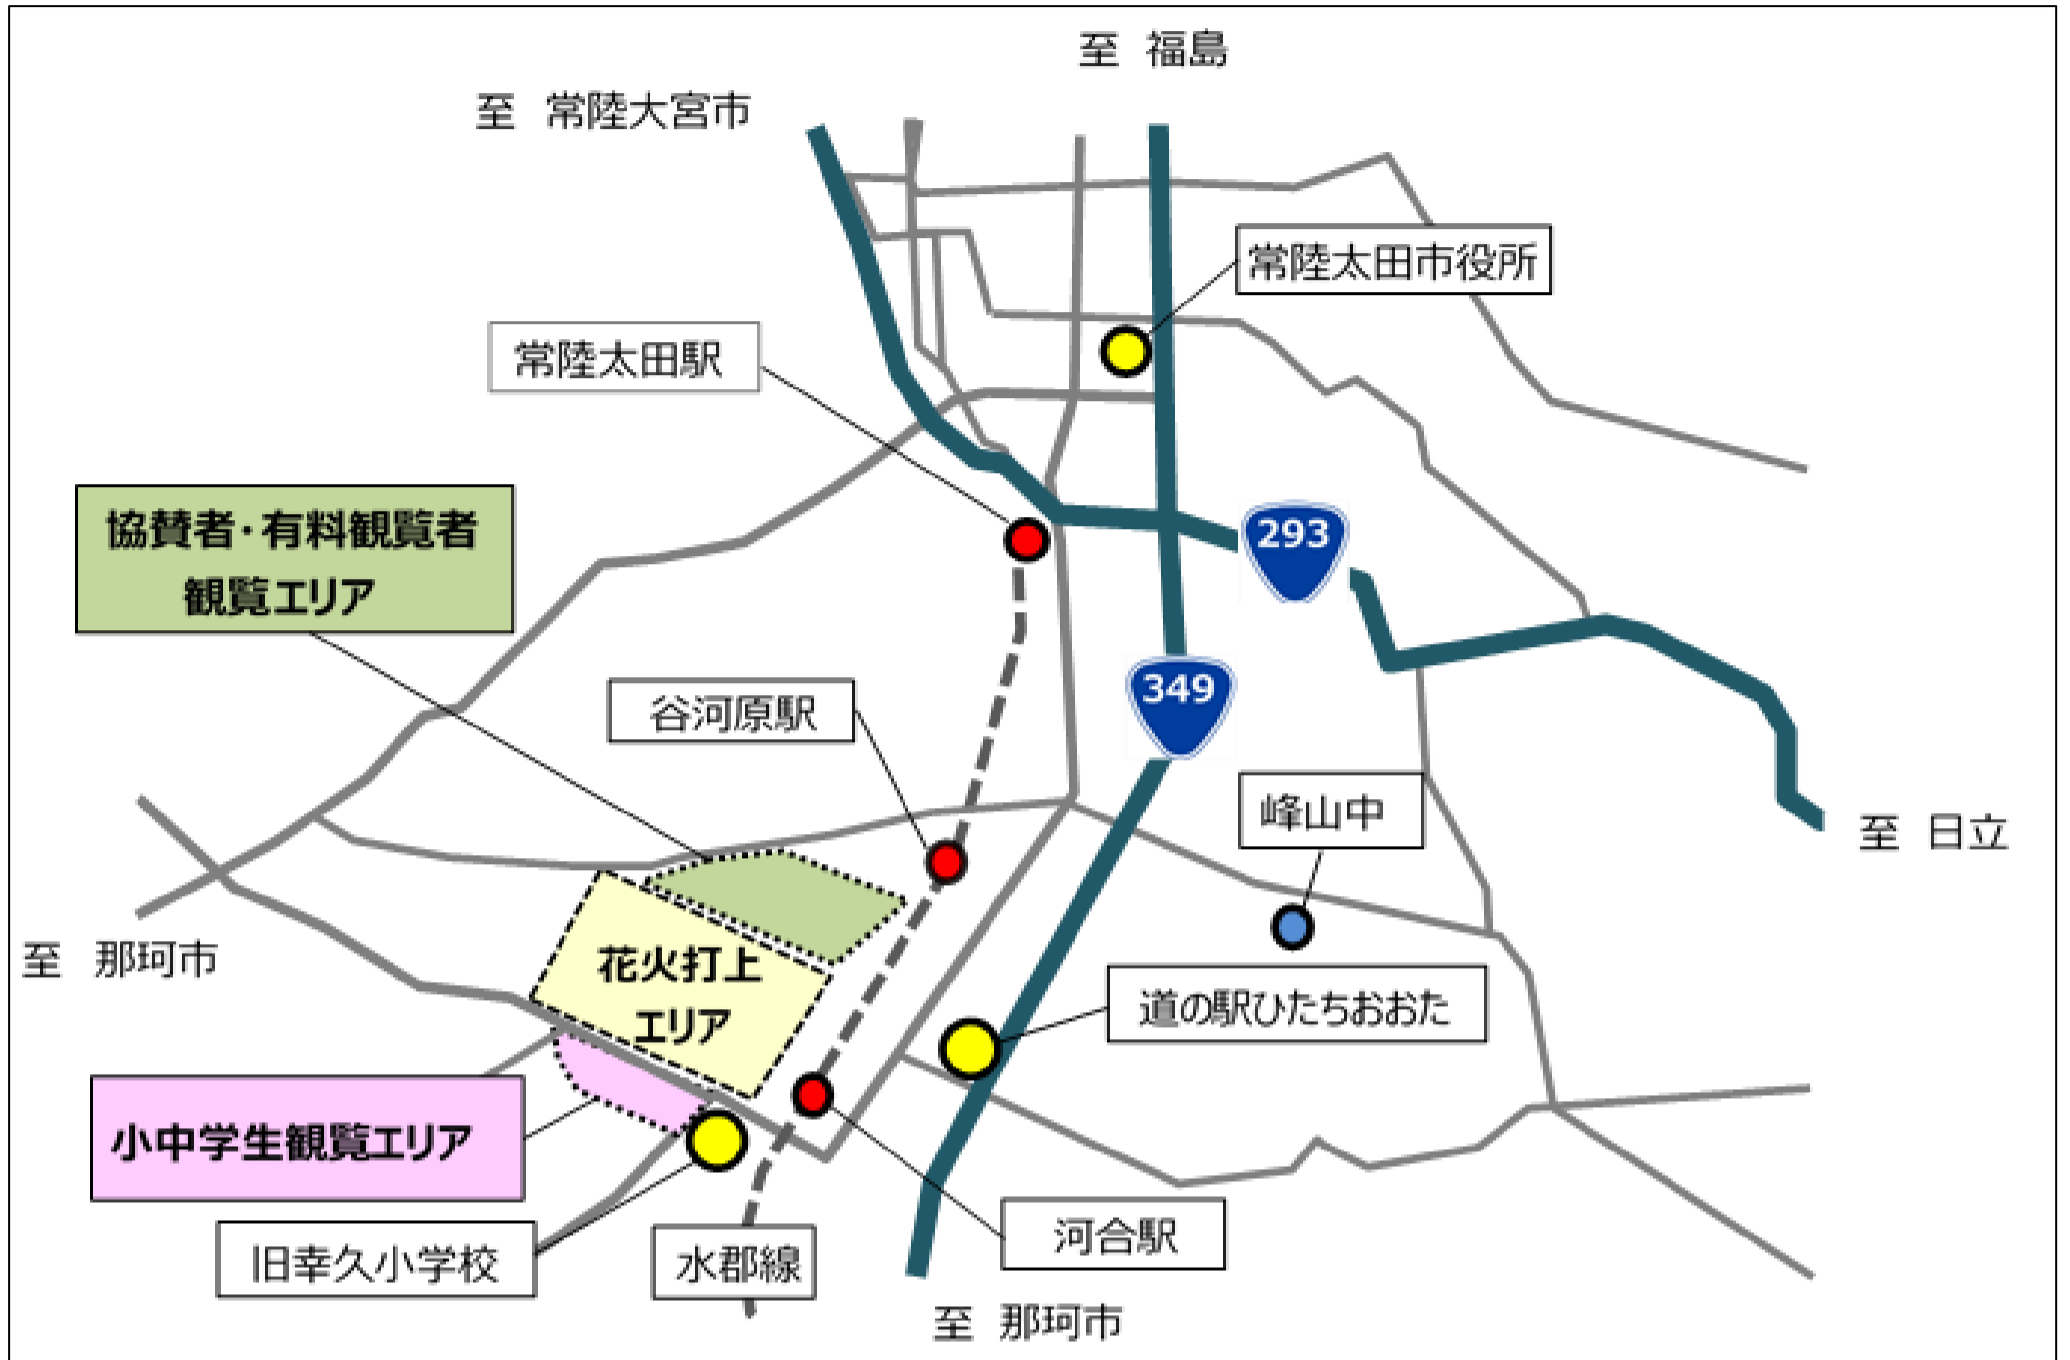 至 福島
至 常陸大宮市
常陸太田市役所
常陸太田駅
協賛者・有料観覧者
観覧エリア
293
349
谷河原駅
峰山中
至 日立
至 那珂市
花火打上
エリア
道の駅ひたちおおた
小中学生観覧エリア
旧幸久小学校
水郡線
河合駅
至 那珂市